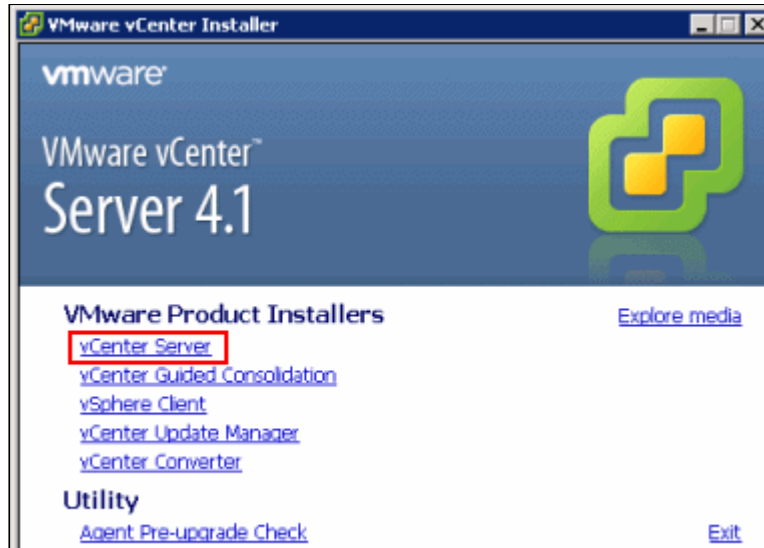 VMware vCenter Installer
vmware®
VMware vCenter™
Server 4.1
VMware Product Installers
Explore media
vCenter Server
vCenter Guided Consolidation
vSphere Client
vCenter Update Manager
vCenter Converter
Utility
Agent Pre-upgrade Check
Exit